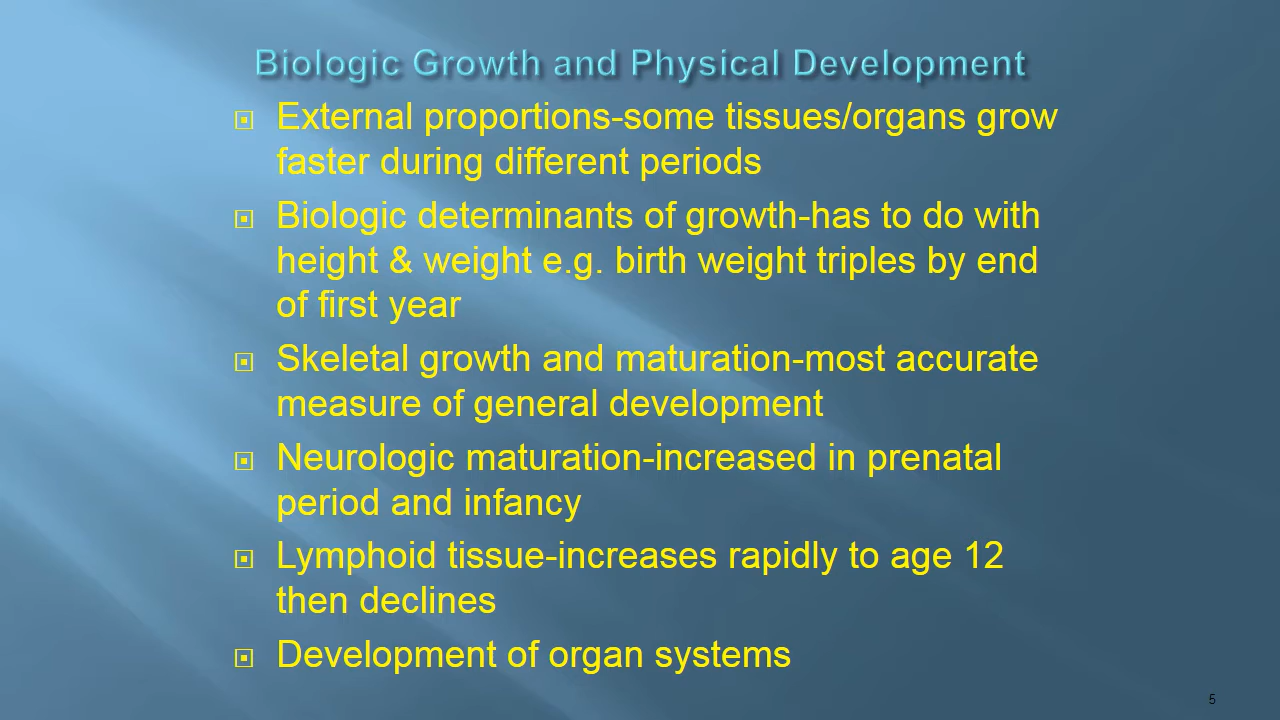 Biologic Growth and Physical Development
External proportions-some tissues/organs grow
faster during different periods
Biologic determinants of growth-has to do with
height & weight e.g. birth weight triples by end
of first year
Skeletal growth and maturation-most accurate
measure of general development
Neurologic maturation-increased in prenatal
period and infancy
Lymphoid tissue-increases rapidly to age 12
then declines
Development of organ systems
5